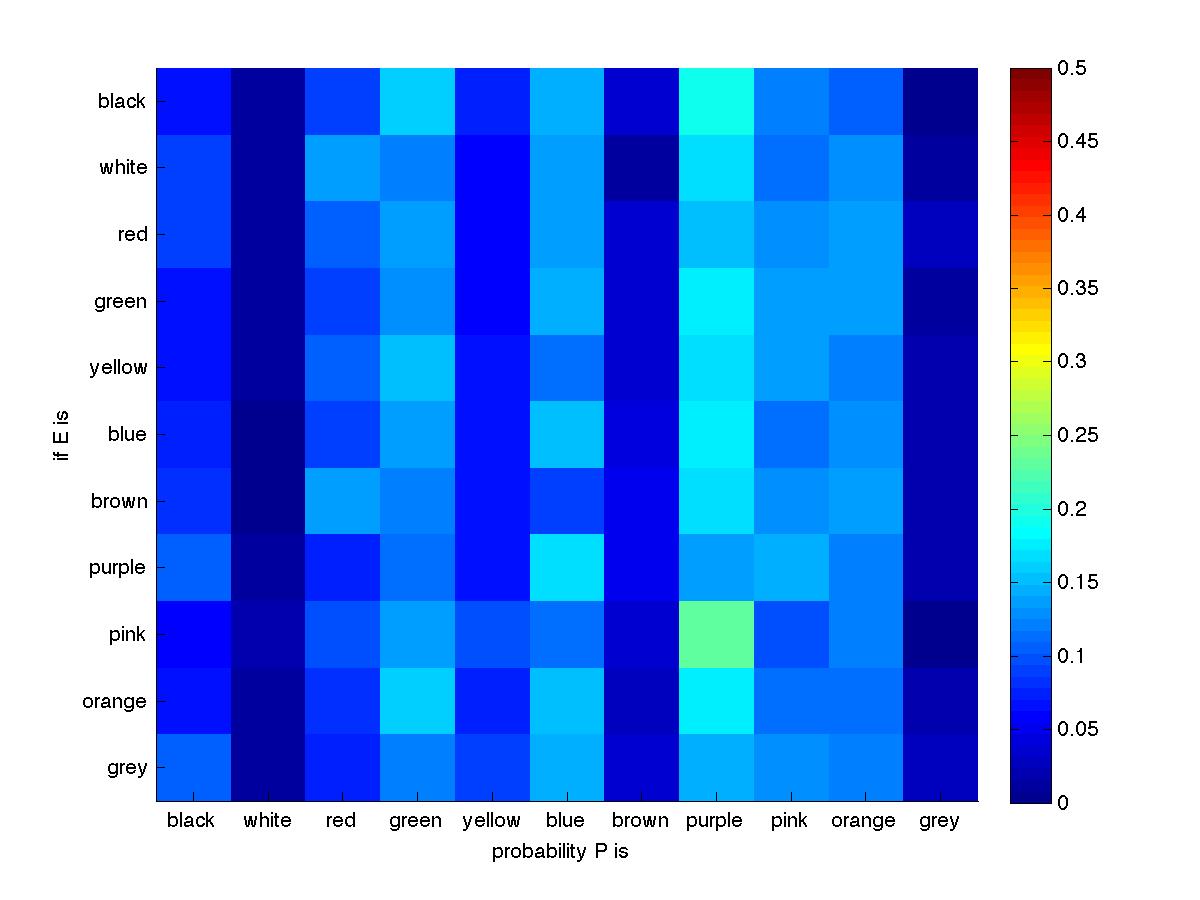 black
white
red
green
yellow
blue
brown
purple
pink
orange
grey
if E is
black white red green yellow blue brown purple pink orange grey
probability P is
0.5
0.45
0.4
0.35
0.3
0.25
0.2
0.15
0.1
0.05
0